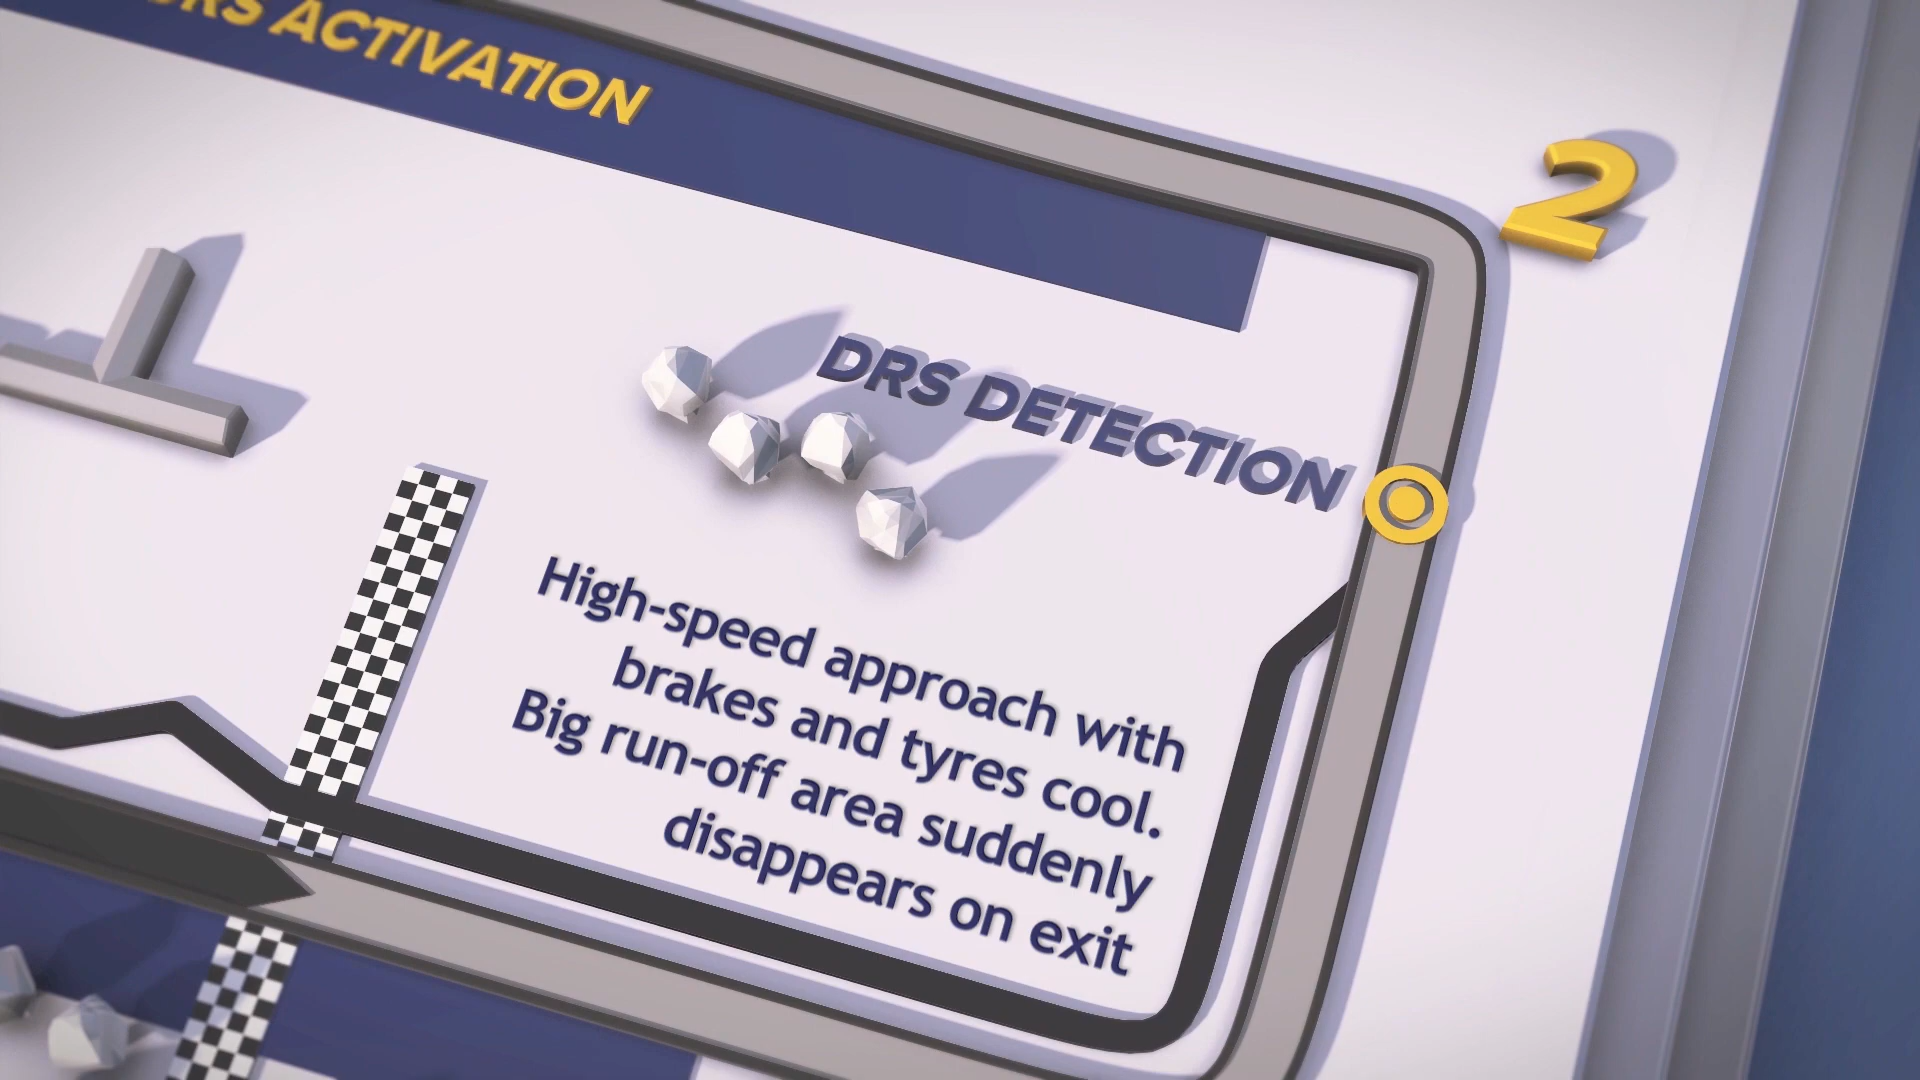 DRS ACTIVATION
2
DRS DETECTION
High-speed approach with
brakes and tyres cool.
Big run-off area suddenly
disappears on exit